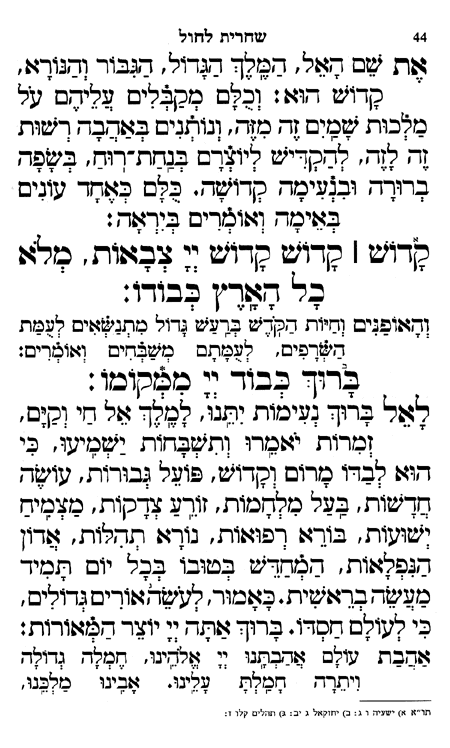 44
שחרית לחול
אֶת שֵׁם הָאֵל, הַמֶּלֶךְ הַגָּדוֹל, הַגִּבּוֹר וְהַנּוֹרָא,
קָדוֹשׁ הוּא: וְכֻלָּם מְקַבְּלִים עֲלֵיהֶם עֹל
מַלְכוּת שָׁמַיִם זֶה מִזֶּה, וְנוֹתְנִים בְּאַהֲבָה רְשׁוּת
זֶה לָזֶה, לְהַקְדִּישׁ לְיוֹצְרָם בְּנַחַת־רוּחַ, בְּשָׂפָה
בְרוּרָה וּבִנְעִימָה קְדוֹשָׁה. כֻּלָּם כְּאֶחָד עוֹנִים
בְּאֵימָה וְאוֹמְרִים בְּיִרְאָה:
קָדוֹשׁ | קָדוֹשׁ קָדוֹשׁ יְיָ צְבָאוֹת, מְלֹא
כָל הָאָרֶץ כְּבוֹדוֹ:
וְהָאוֹפַנִּים וְחַיּוֹת הַקֹּדֶשׁ בְּרַעַשׁ גָּדוֹל מִתְנַשְּׂאִים לְעֻמַּת
הַשְּׂרָפִים, לְעֻמָּתָם מְשַׁבְּחִים וְאוֹמְרִים:
בָּרוּךְ כְּבוֹד יְיָ מִמְּקוֹמוֹ:
לָאֵל בָּרוּךְ נְעִימוֹת יִתֵּנוּ, לַמֶּלֶךְ אֵל חַי וְקַיָּם,
זְמִרוֹת יֹאמֵרוּ וְתִשְׁבָּחוֹת יַשְׁמִיעוּ, כִּי
הוּא לְבַדּוֹ מָרוֹם וְקָדוֹשׁ, פּוֹעֵל גְּבוּרוֹת, עוֹשֶׂה
חֲדָשׁוֹת, בַּעַל מִלְחָמוֹת, זוֹרֵעַ צְדָקוֹת, מַצְמִיחַ
יְשׁוּעוֹת, בּוֹרֵא רְפוּאוֹת, נוֹרָא תְהִלּוֹת, אֲדוֹן
הַנִּפְלָאוֹת, הַמְחַדֵּשׁ בְּטוּבוֹ בְּכָל יוֹם תָּמִיד
מַעֲשֵׂה בְרֵאשִׁית. כָּאָמוּר, לְעֹשֵׂה אוֹרִים גְּדוֹלִים,
כִּי לְעוֹלָם חַסְדּוֹ. בָּרוּךְ אַתָּה יְיָ יוֹצֵר הַמְּאוֹרוֹת:
אַהֲבַת עוֹלָם אֲהַבְתָּנוּ יְיָ אֱלֹהֵינוּ, חֶמְלָה גְדוֹלָה
וִיתֵרָה חָמַלְתָּ עָלֵינוּ. אָבִינוּ מַלְכֵּנוּ,
תו״א א) ישעיה ו ג: ב) יחזקאל ג יב: ג) תהלים קלו ז: